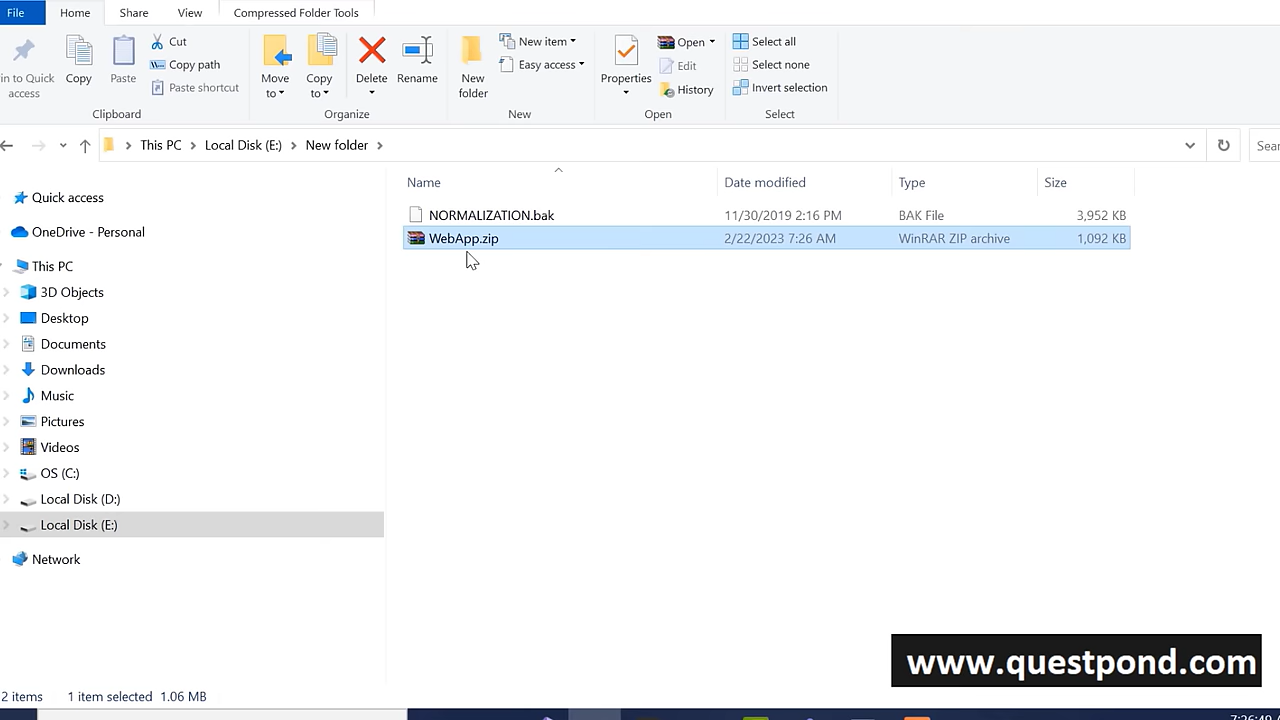 File Home Share View Compressed Folder Tools
Cut
Copy path
Paste shortcut
in to Quick access
Copy
Paste
Move to
Copy to
Delete
Rename
New folder
New item
Easy access
Properties
Open
Edit
History
Select all
Select none
Invert selection
Clipboard Organize New Open Select
This PC Local Disk (E:) New folder
Sear
Name Date modified Type Size
NORMALIZATION.bak 11/30/2019 2:16 PM BAK File 3,952 KB
WebApp.zip 2/22/2023 7:26 AM WinRAR ZIP archive 1,092 KB
Quick access
OneDrive - Personal
This PC
3D Objects
Desktop
Documents
Downloads
Music
Pictures
Videos
OS (C:)
Local Disk (D:)
Local Disk (E:)
Network
www.questpond.com
2 items 1 item selected 1.06 MB